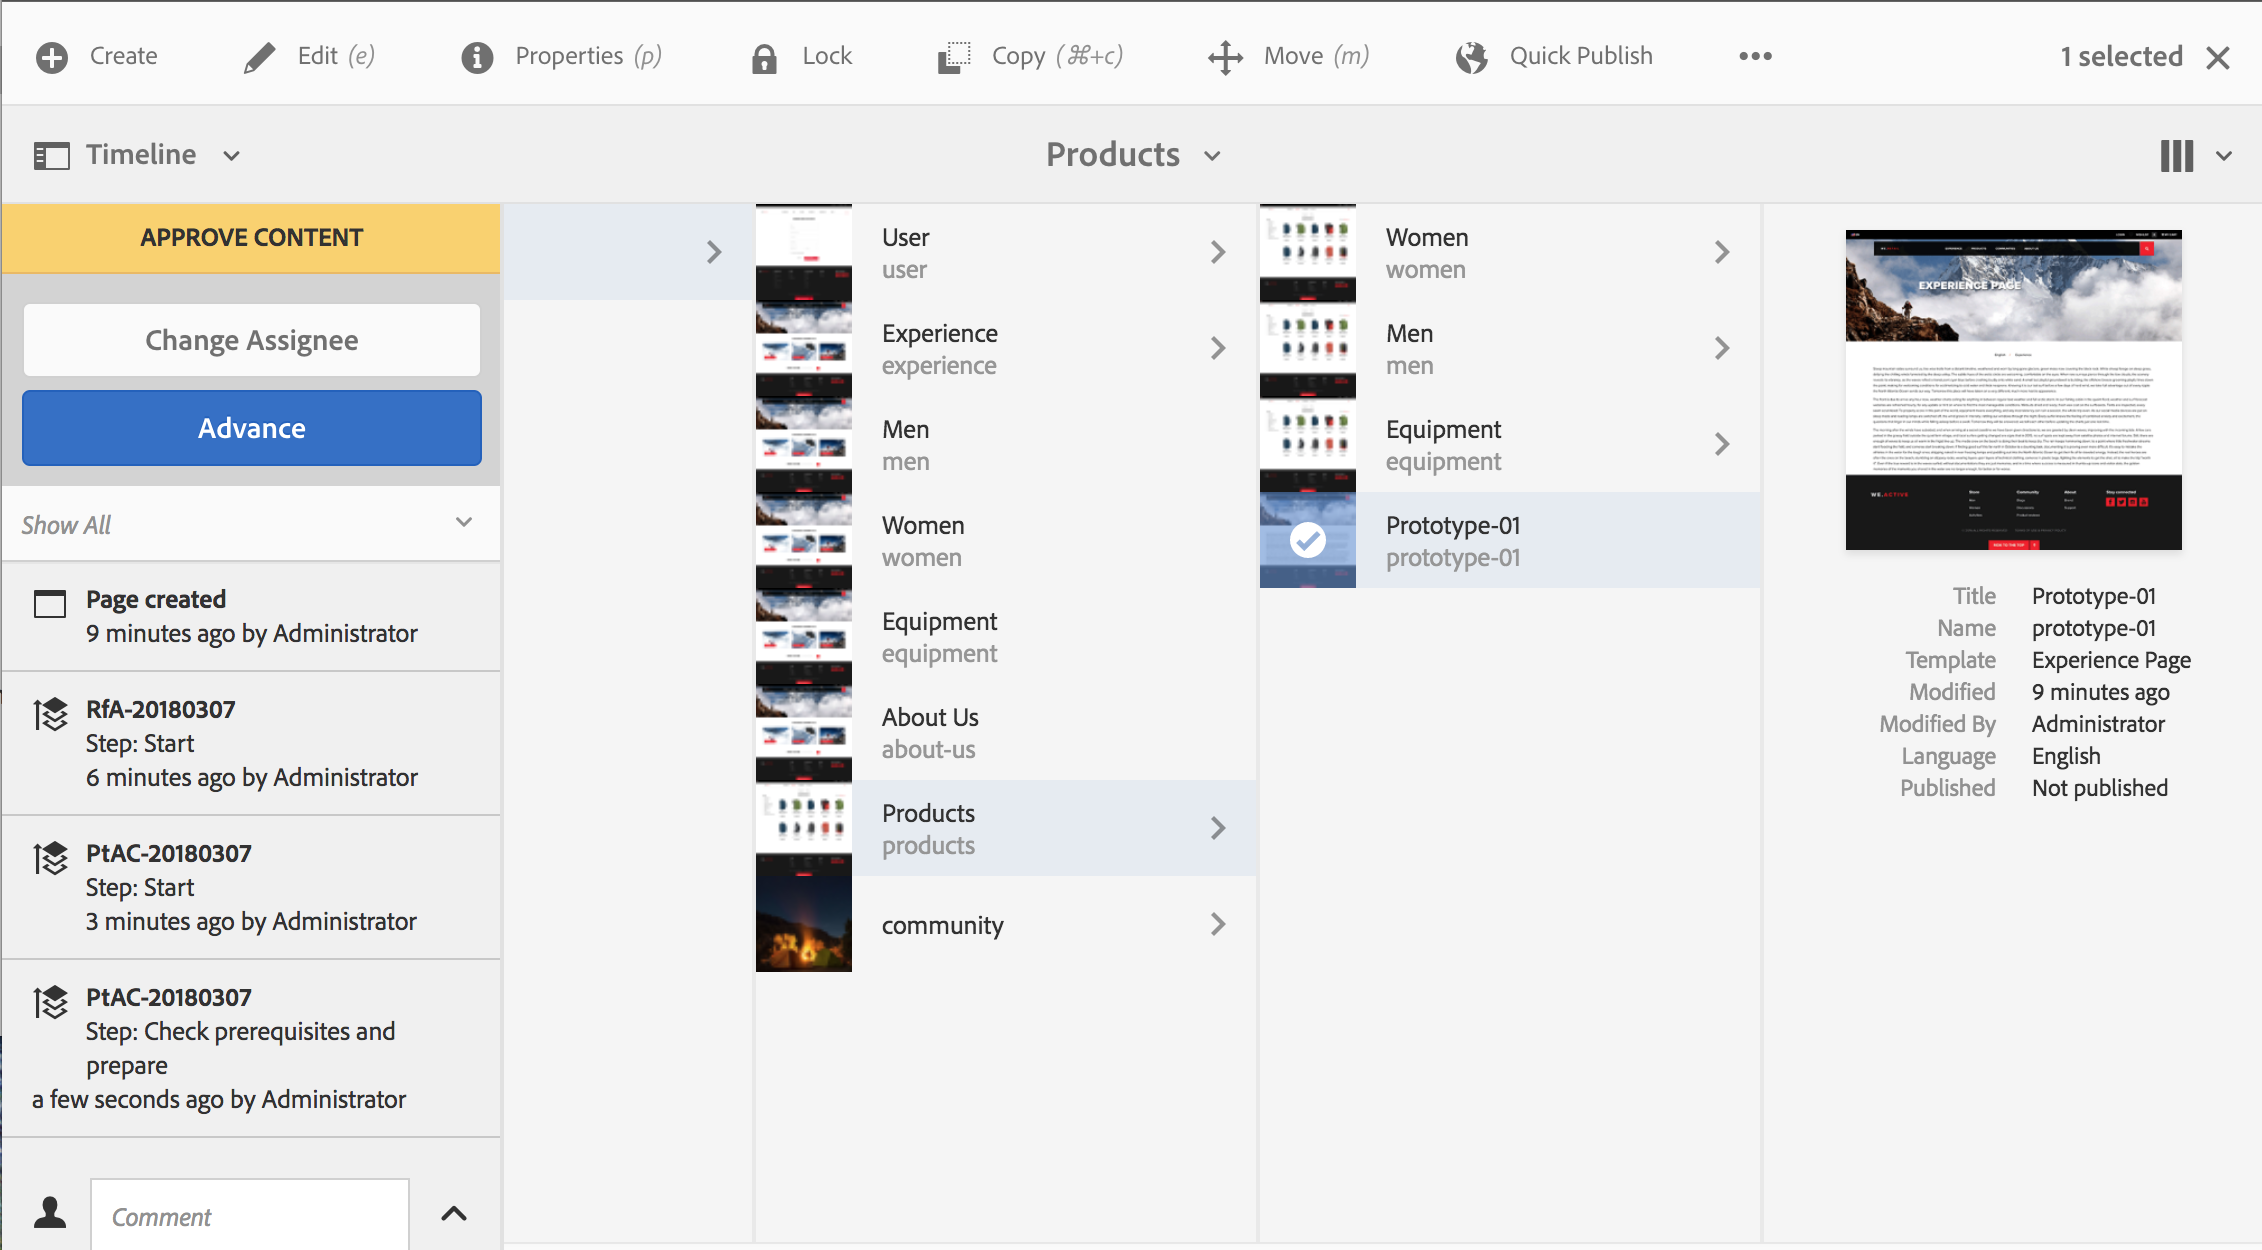 Create
Edit (e)
Properties (p)
Lock
Copy (⌘+c)
Move (m)
Quick Publish
1 selected
Timeline
Products
APPROVE CONTENT
Change Assignee
Advance
Show All
Page created
9 minutes ago by Administrator
RfA-20180307
Step: Start
6 minutes ago by Administrator
PtAC-20180307
Step: Start
3 minutes ago by Administrator
PtAC-20180307
Step: Check prerequisites and
prepare
a few seconds ago by Administrator
Comment
User
user
Experience
experience
Men
men
Women
women
Equipment
equipment
About Us
about-us
Products
products
community
Women
women
Men
men
Equipment
equipment
Prototype-01
prototype-01
EXPERIENCE PAGE
WE.ACTIVE
Title Prototype-01
Name prototype-01
Template Experience Page
Modified 9 minutes ago
Modified By Administrator
Language English
Published Not published